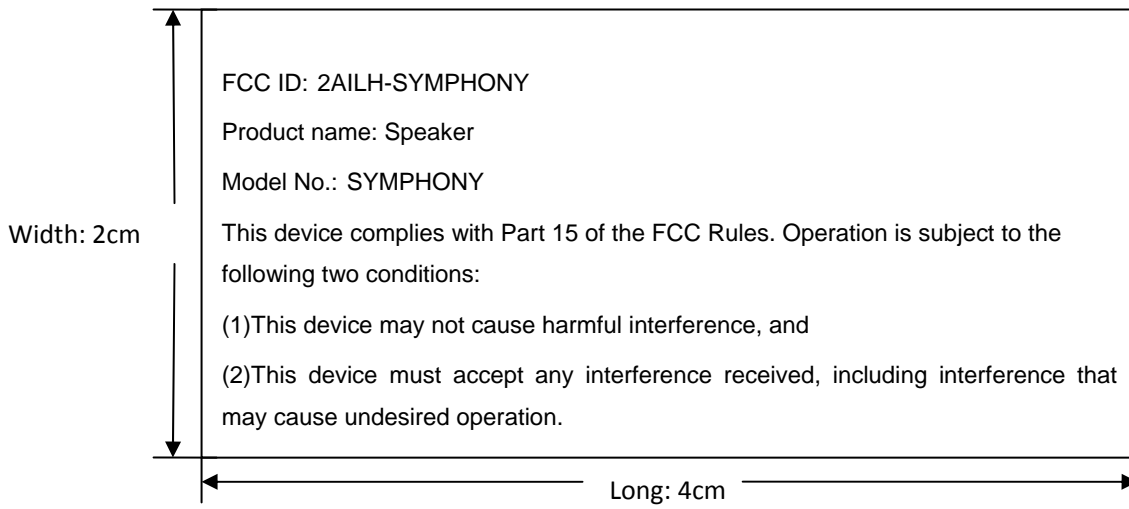 FCC ID: 2AILH-SYMPHONY
Product name: Speaker
Model No.: SYMPHONY
Width: 2cm
This device complies with Part 15 of the FCC Rules. Operation is subject to the
following two conditions:
(1)This device may not cause harmful interference, and
(2)This device must accept any interference received, including interference that
may cause undesired operation.
Long: 4cm